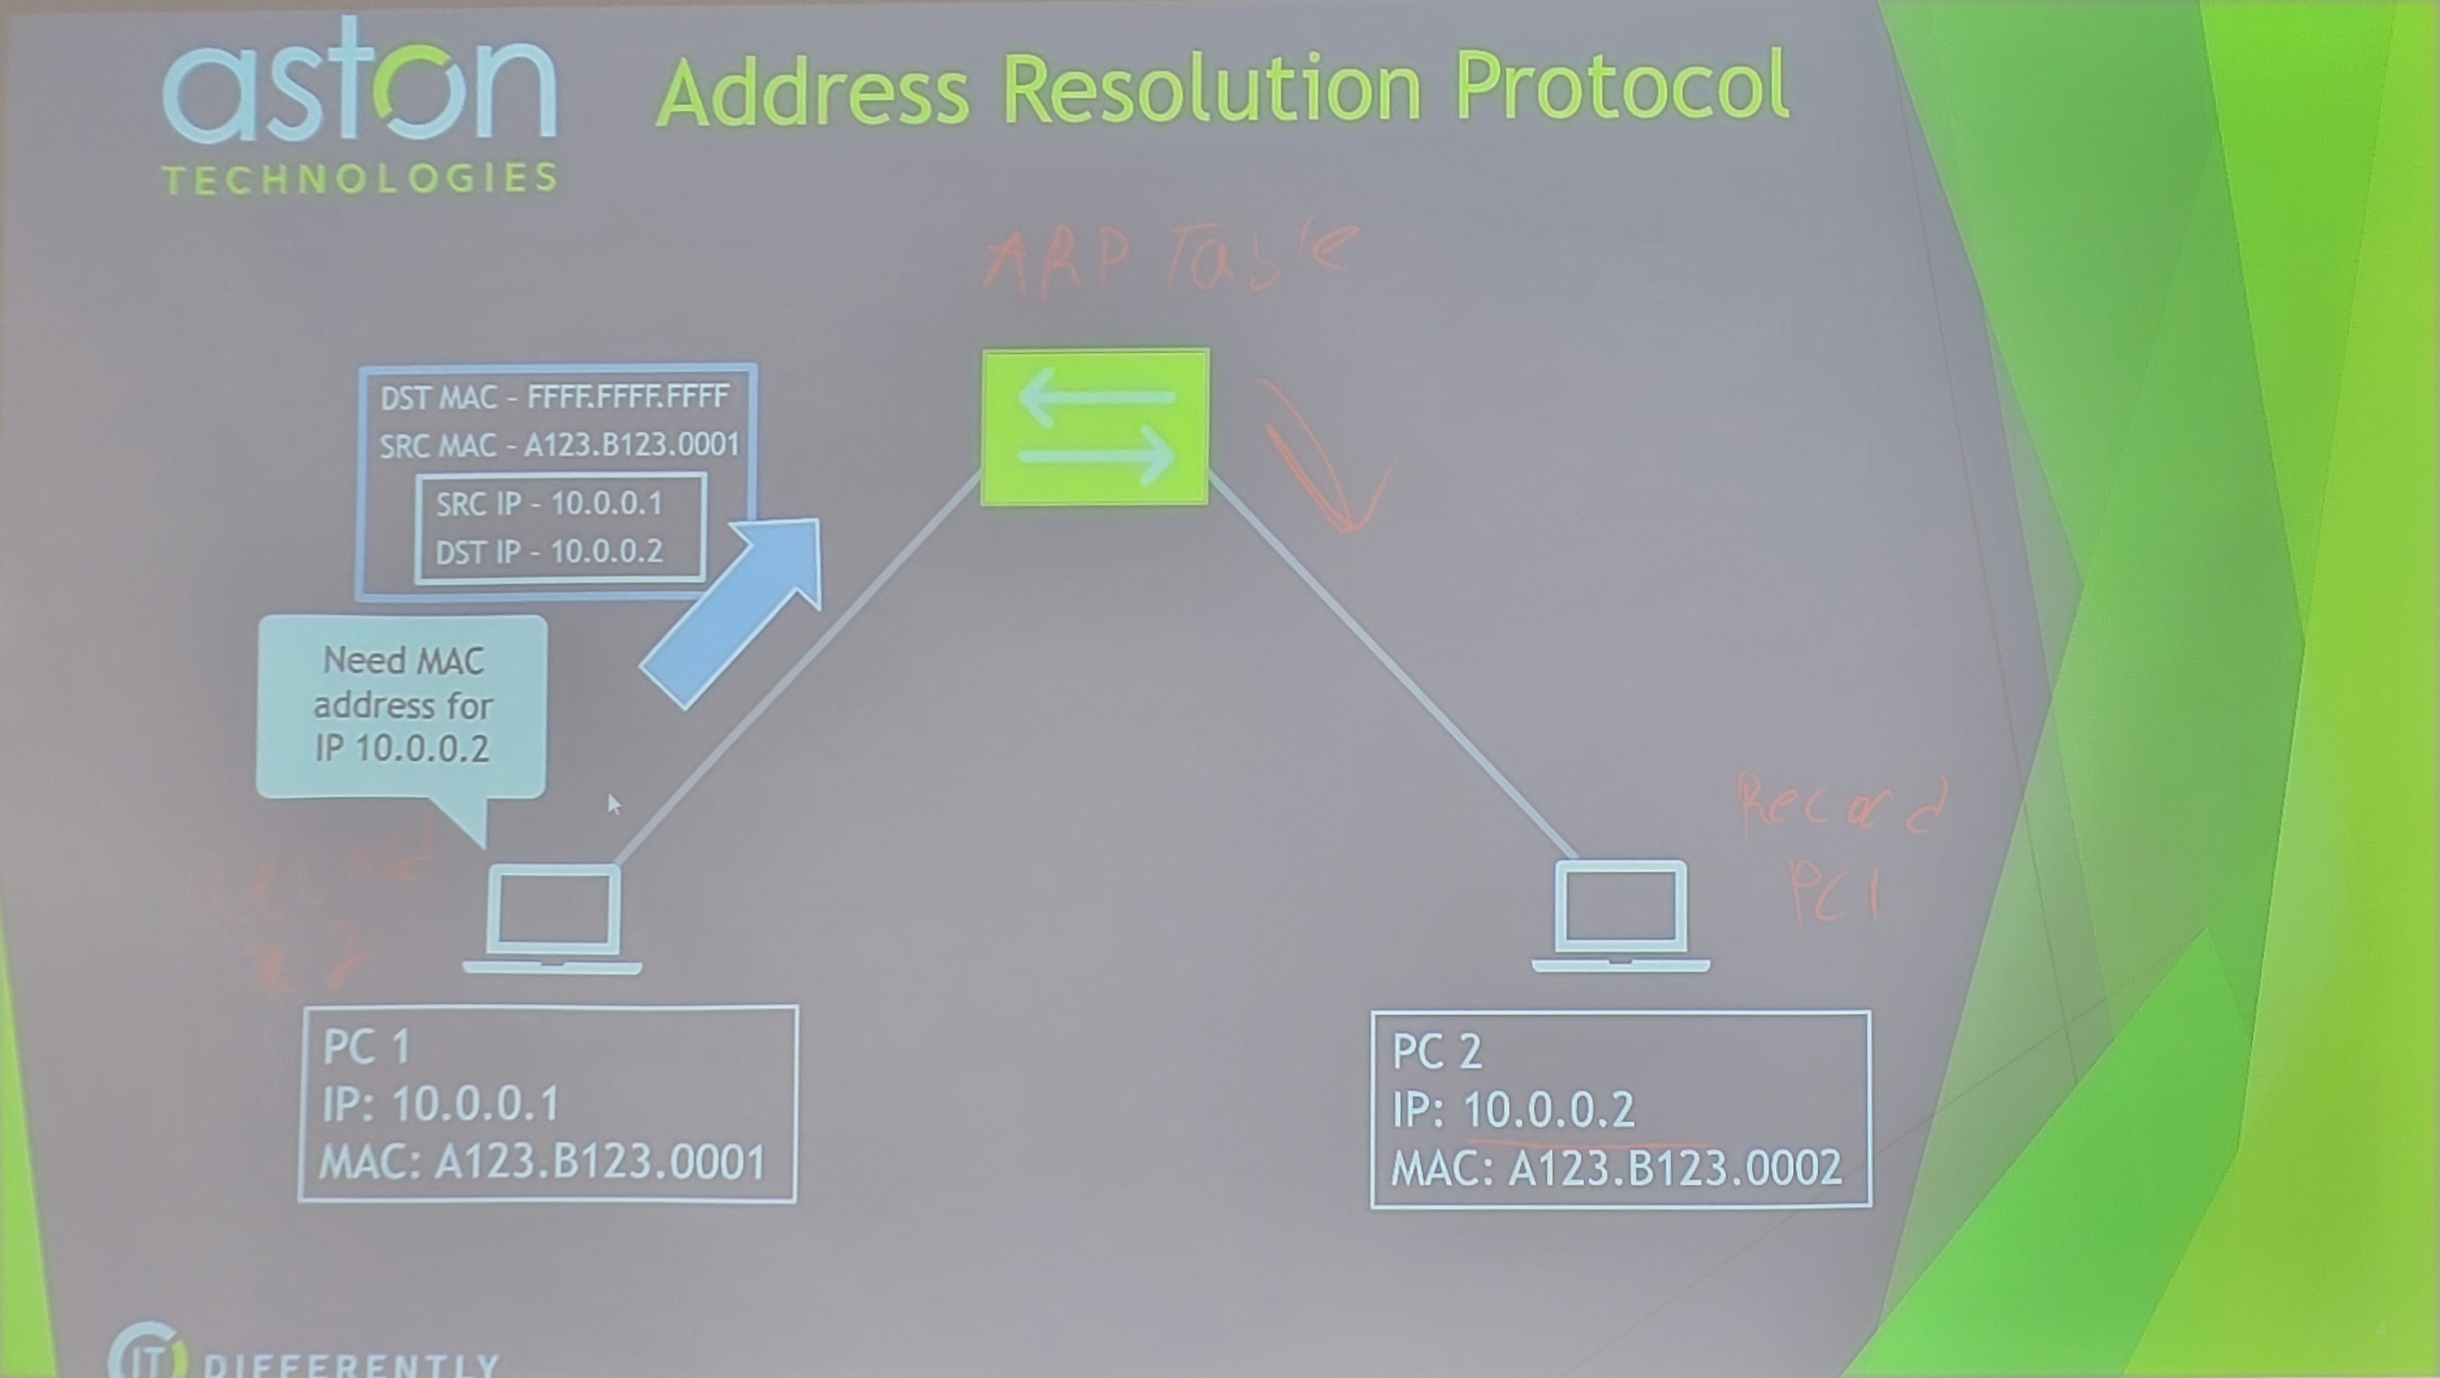 aston
TECHNOLOGIES
Address Resolution Protocol
ARP Table
DST MAC - FFFF.FFFF.FFFF
SRC MAC - A123.B123.0001
SRC IP - 10.0.0.1
DST IP - 10.0.0.2
Need MAC
address for
IP 10.0.0.2
Record
PC1
PC 1
IP: 10.0.0.1
MAC: A123.B123.0001
PC 2
IP: 10.0.0.2
MAC: A123.B123.0002
IT DIFFERENTLY
4